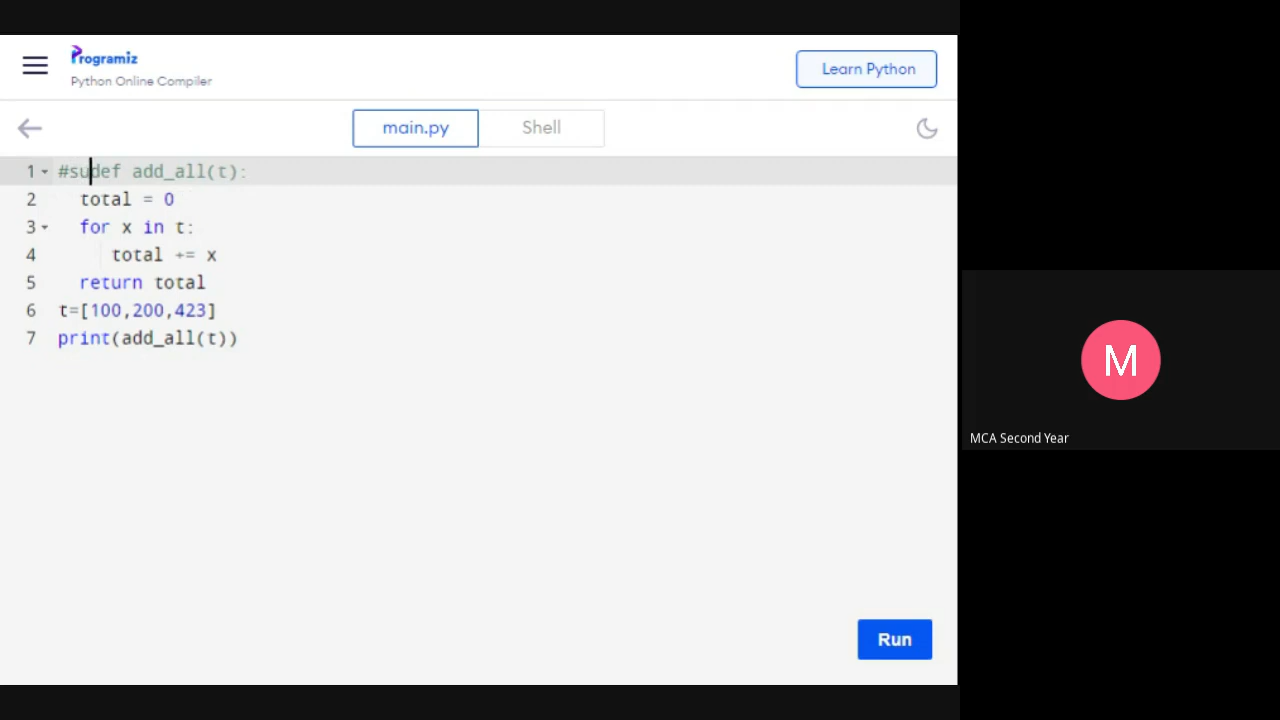 Programiz
Python Online Compiler
Learn Python
main.py
Shell
1 #sudef add_all(t):
2 total = 0
3 for x in t:
4 total += x
5 return total
6 t=[100,200,423]
7 print(add_all(t))
Run
M
MCA Second Year